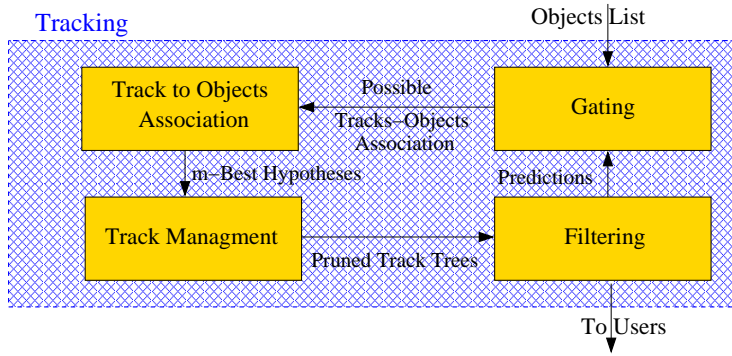 Objects List
Tracking
Track to Objects
Association
Possible
Tracks–Objects
Association
Gating
m–Best Hypotheses
Predictions
Track Managment
Pruned Track Trees
Filtering
To Users